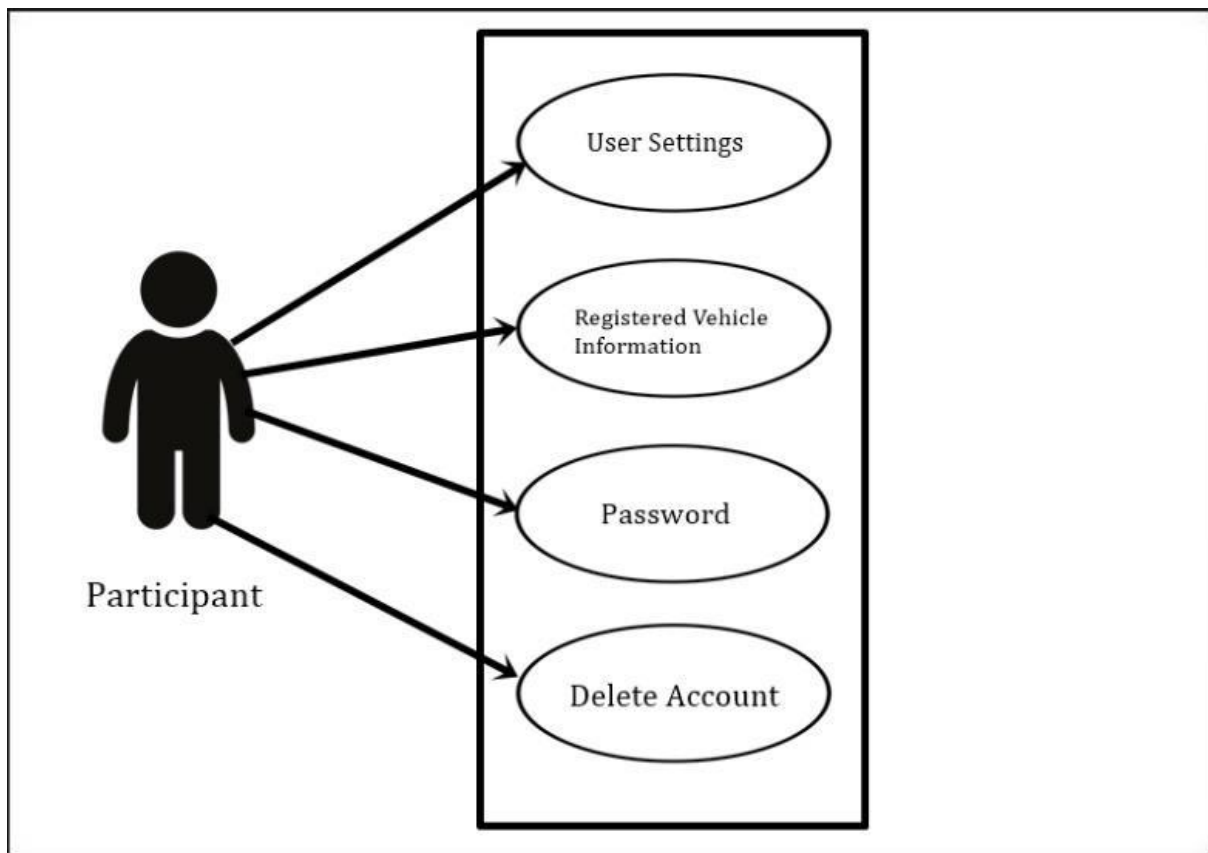 User Settings
Registered Vehicle
Information
Password
Delete Account
Participant